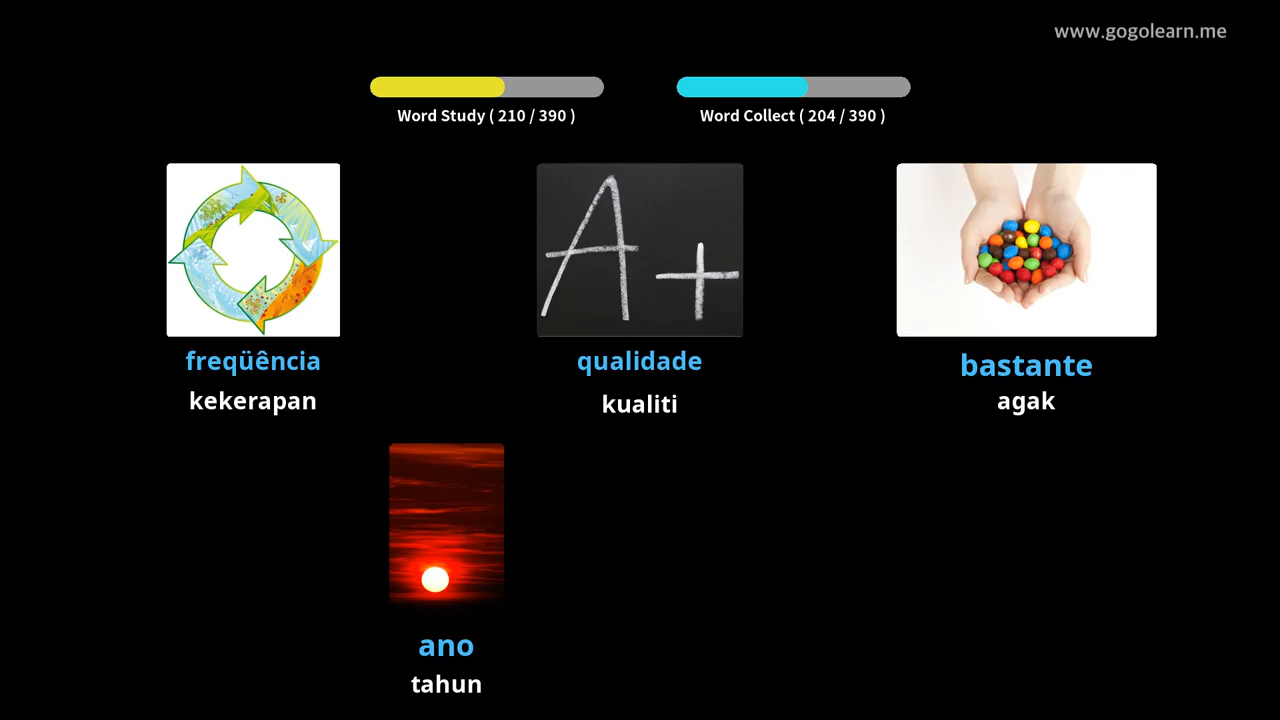 www.gogolearn.me
Word Study ( 210 / 390 )
Word Collect ( 204 / 390 )
A+
freqüência
kekerapan
qualidade
kualiti
bastante
agak
ano
tahun